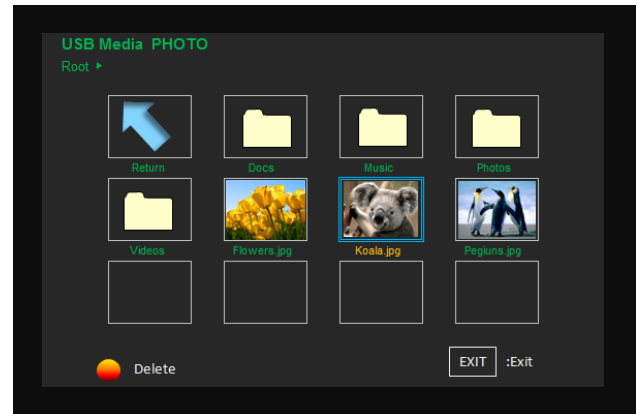 USB Media PHOTO
Root ▸
Return Docs Music Photos
Videos Flowers.jpg Koala.jpg Pegiuns.jpg
Delete EXIT :Exit